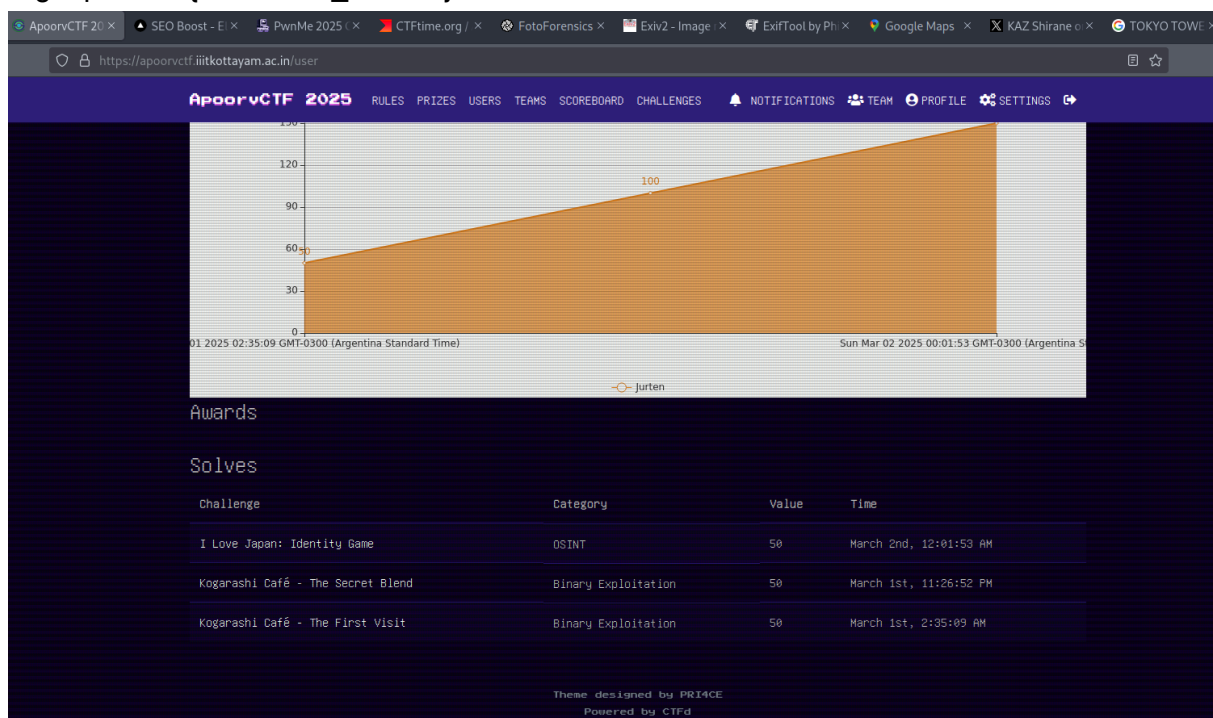 ApoorvCTF 20 SEO Boost - El PwnMe 2025 CTFtime.org / FotoForensics Exiv2 - Image ExifTool by Phi Google Maps KAZ Shirane o TOKYO TOWE
https://apoorvctf.iiitkottayam.ac.in/user
ApoorvCTF 2025 RULES PRIZES USERS TEAMS SCOREBOARD CHALLENGES NOTIFICATIONS TEAM PROFILE SETTINGS
150
120
100
90
60
50
30
0
01 2025 02:35:09 GMT-0300 (Argentina Standard Time) Sun Mar 02 2025 00:01:53 GMT-0300 (Argentina S
Jurten
Awards
Solves
Challenge Category Value Time
I Love Japan: Identity Game OSINT 50 March 2nd, 12:01:53 AM
Kogarashi Café - The Secret Blend Binary Exploitation 50 March 1st, 11:26:52 PM
Kogarashi Café - The First Visit Binary Exploitation 50 March 1st, 2:35:09 AM
Theme designed by PRI4CE
Powered by CTFd